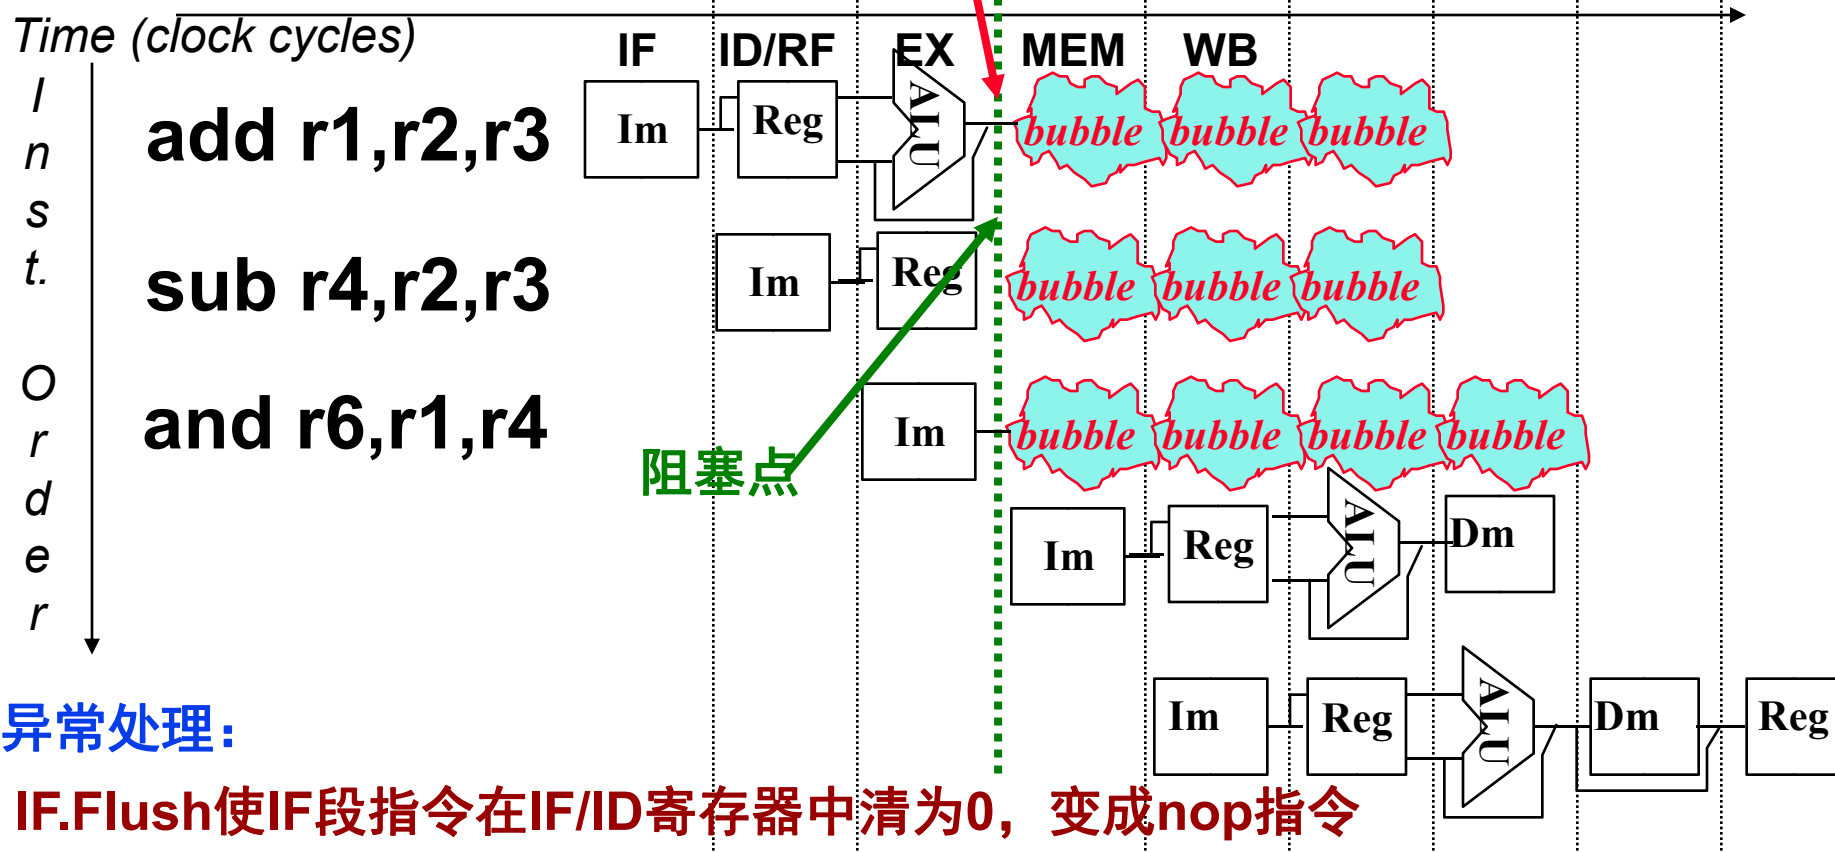 Time (clock cycles)
Inst. Order
IF ID/RF EX MEM WB
add r1,r2,r3
Im Reg ALU bubble bubble bubble
sub r4,r2,r3
Im Reg bubble bubble bubble
and r6,r1,r4
Im bubble bubble bubble bubble
阻塞点
Im Reg ALU Dm
Im Reg ALU Dm Reg
异常处理:
IF.Flush使IF段指令在IF/ID寄存器中清为0，变成nop指令